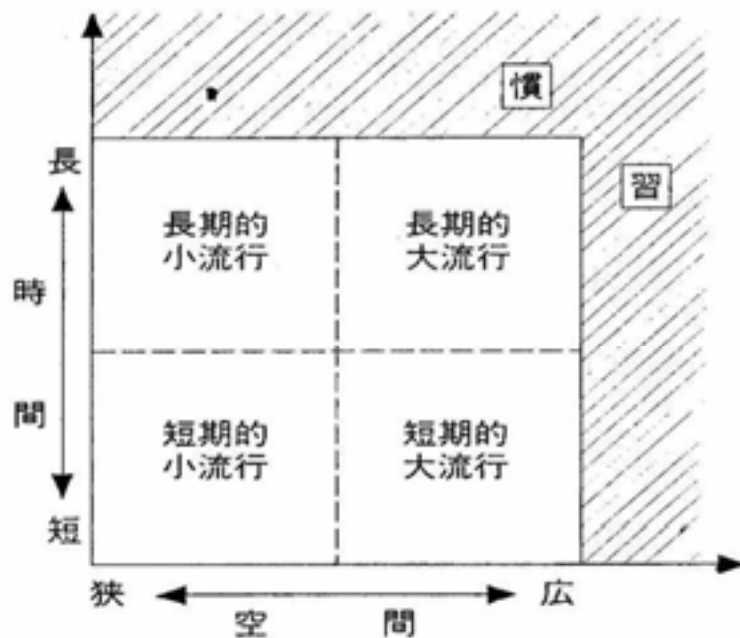 慣
習
長
時
間
短
長期的
小流行
長期的
大流行
短期的
小流行
短期的
大流行
狭
広
空間